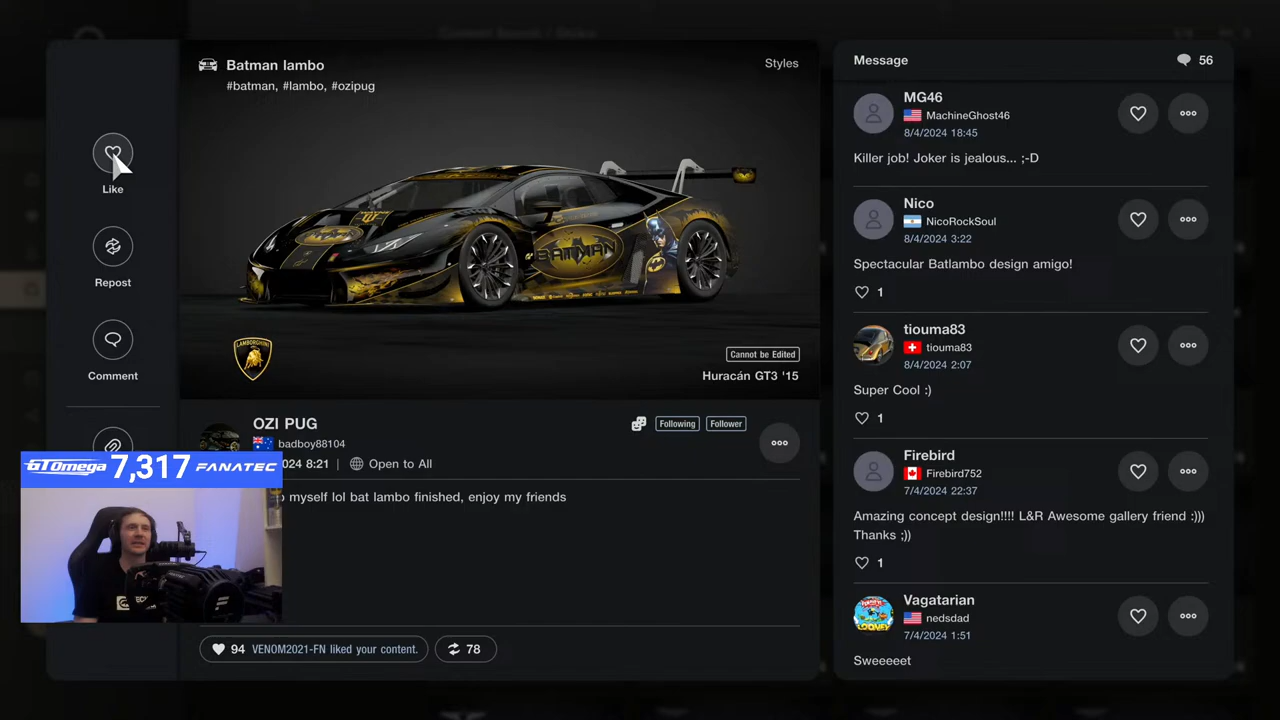 Batman lambo
Styles
#batman, #lambo, #ozipug
BATMAN
LAMBORGHINI
Cannot be Edited
Huracán GT3 '15
Like
Repost
Comment
OZI PUG
badboy88104
Following
Follower
2024 8:21 | Open to All
myself lol bat lambo finished, enjoy my friends
94 VENOM2021-FN liked your content.
78
GTOmega 7,317 FANATEC
Message
56
MG46
MachineGhost46
8/4/2024 18:45
Killer job! Joker is jealous... ;-D
Nico
NicoRockSoul
8/4/2024 3:22
Spectacular Batlambo design amigo!
1
tiouma83
tiouma83
8/4/2024 2:07
Super Cool :)
1
Firebird
Firebird752
7/4/2024 22:37
Amazing concept design!!!! L&R Awesome gallery friend :)))
Thanks ;))
1
Vagatarian
nedsdad
7/4/2024 1:51
Sweeeeet